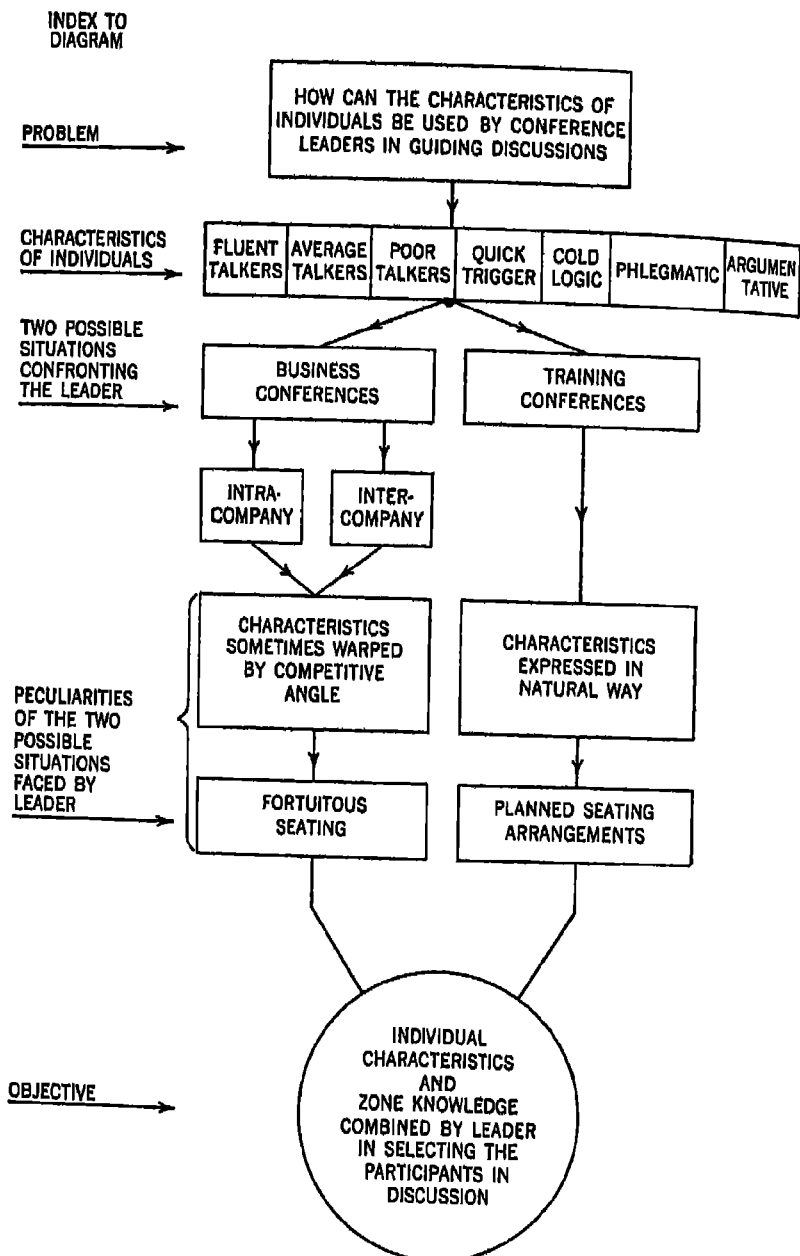 INDEX TO
DIAGRAM
PROBLEM
HOW CAN THE CHARACTERISTICS OF
INDIVIDUALS BE USED BY CONFERENCE
LEADERS IN GUIDING DISCUSSIONS
CHARACTERISTICS
OF INDIVIDUALS
FLUENT
TALKERS
AVERAGE
TALKERS
POOR
TALKERS
QUICK
TRIGGER
COLD
LOGIC
PHLEGMATIC
ARGUMEN
TATIVE
TWO POSSIBLE
SITUATIONS
CONFRONTING
THE LEADER
BUSINESS
CONFERENCES
TRAINING
CONFERENCES
INTRA-
COMPANY
INTER-
COMPANY
PECULIARITIES
OF THE TWO
POSSIBLE
SITUATIONS
FACED BY
LEADER
CHARACTERISTICS
SOMETIMES WARPED
BY COMPETITIVE
ANGLE
CHARACTERISTICS
EXPRESSED IN
NATURAL WAY
FORTUITOUS
SEATING
PLANNED SEATING
ARRANGEMENTS
OBJECTIVE
INDIVIDUAL
CHARACTERISTICS
AND
ZONE KNOWLEDGE
COMBINED BY LEADER
IN SELECTING THE
PARTICIPANTS IN
DISCUSSION